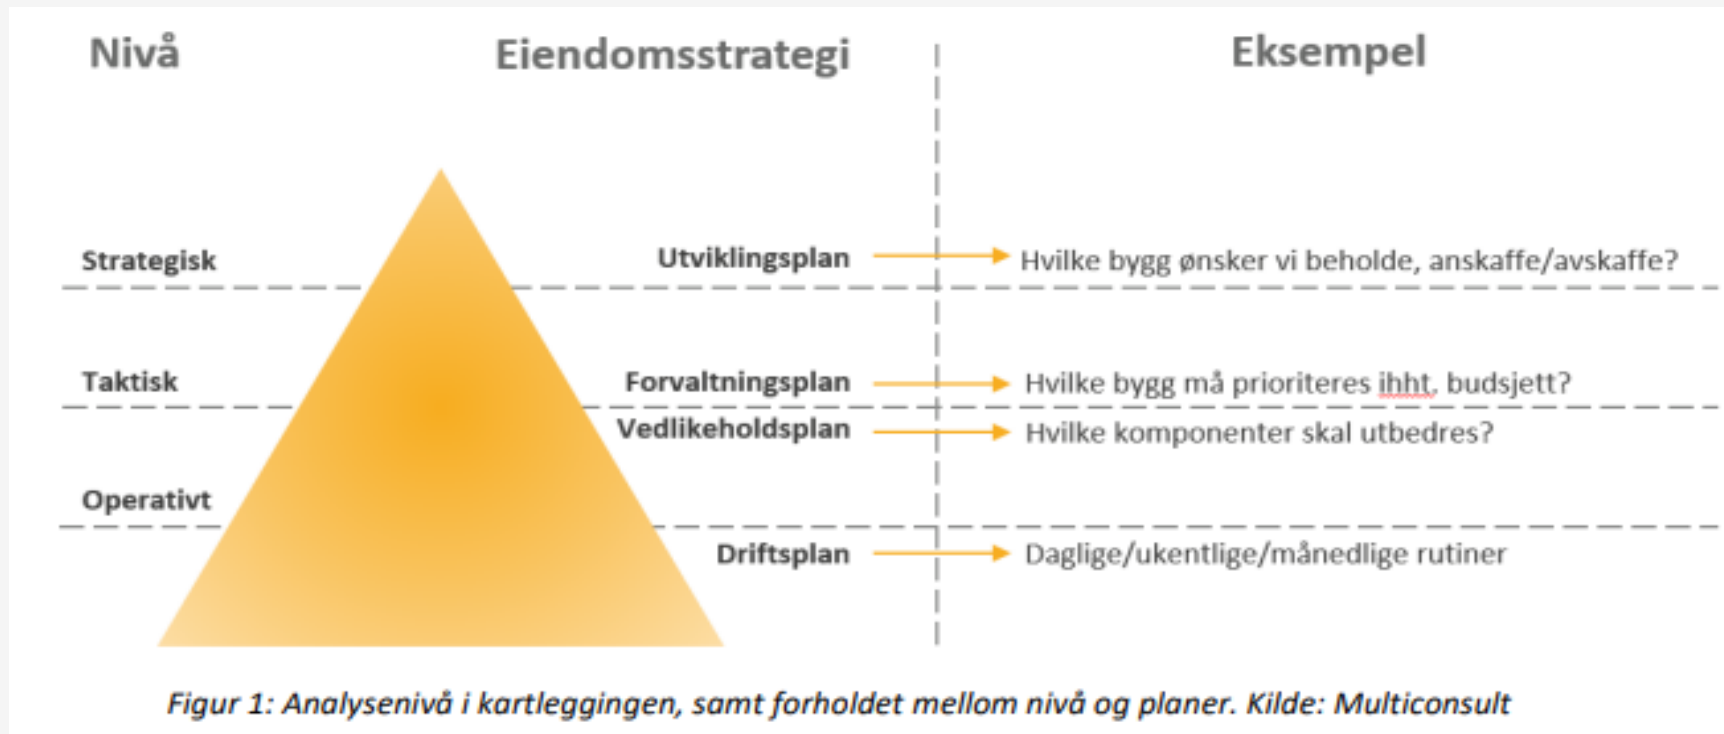 Nivå Eiendomsstrategi Eksempel
Strategisk Utviklingsplan Hvilke bygg ønsker vi beholde, anskaffe/avskaffe?
Taktisk Forvaltningsplan Hvilke bygg må prioriteres ihht. budsjett?
Vedlikeholdsplan Hvilke komponenter skal utbedres?
Operativt
Driftsplan Daglige/ukentlige/månedlige rutiner
Figur 1: Analysenivå i kartleggingen, samt forholdet mellom nivå og planer. Kilde: Multiconsult